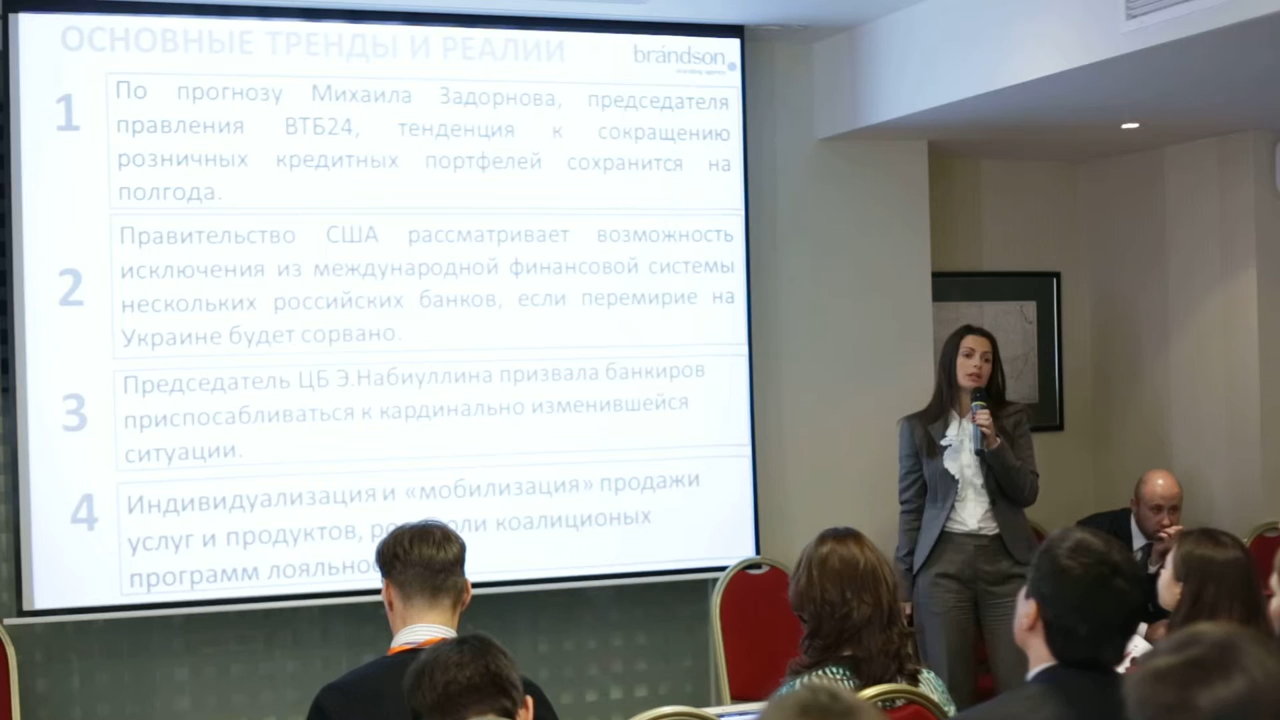 ОСНОВНЫЕ ТРЕНДЫ И РЕАЛИИ
brandson
1
По прогнозу Михаила Задорнова, председателя
правления ВТБ24, тенденция к сокращению
розничных кредитных портфелей сохранится на
полгода.
2
Правительство США рассматривает возможность
исключения из международной финансовой системы
нескольких российских банков, если перемирие на
Украине будет сорвано.
3
Председатель ЦБ Э.Набиуллина призвала банкиров
приспосабливаться к кардинально изменившейся
ситуации.
4
Индивидуализация и «мобилизация» продажи
услуг и продуктов, коалиционых
программ